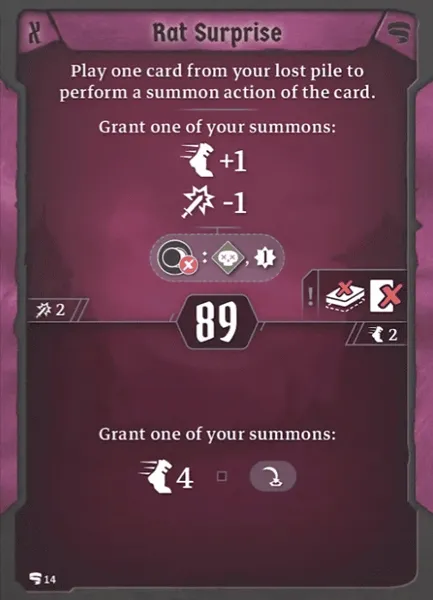 X Rat Surprise
Play one card from your lost pile to
perform a summon action of the card.
Grant one of your summons:
+1
-1
: , 1
!
2
89
2
Grant one of your summons:
4
14